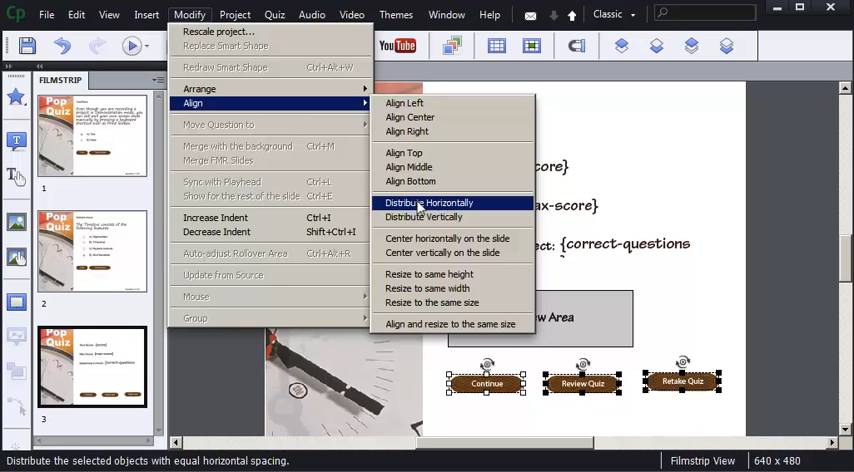 Cp File Edit View Insert Modify Project Quiz Audio Video Themes Window Help Classic
YouTube
Rescale project...
Replace Smart Shape
Redraw Smart Shape Ctrl+Alt+W
Arrange
Align
Move Question to
Merge with the background Ctrl+M
Merge FMR Slides
Sync with Playhead Ctrl+L
Show for the rest of the slide Ctrl+E
Increase Indent Ctrl+I
Decrease Indent Shift+Ctrl+I
Auto-adjust Rollover Area Ctrl+Alt+R
Update from Source
Mouse
Group
Align Left
Align Center
Align Right
Align Top
Align Middle
Align Bottom
Distribute Horizontally
Distribute Vertically
Center horizontally on the slide
Center vertically on the slide
Resize to same height
Resize to same width
Resize to the same size
Align and resize to the same size
FILMSTRIP
Pop
Quiz
1
Pop
Quiz
2
Pop
Quiz
3
core}
ax-score}
ect: {correct-questions
}
w Area
Continue Review Quiz Retake Quiz
Distribute the selected objects with equal horizontal spacing. Filmstrip View 640 x 480